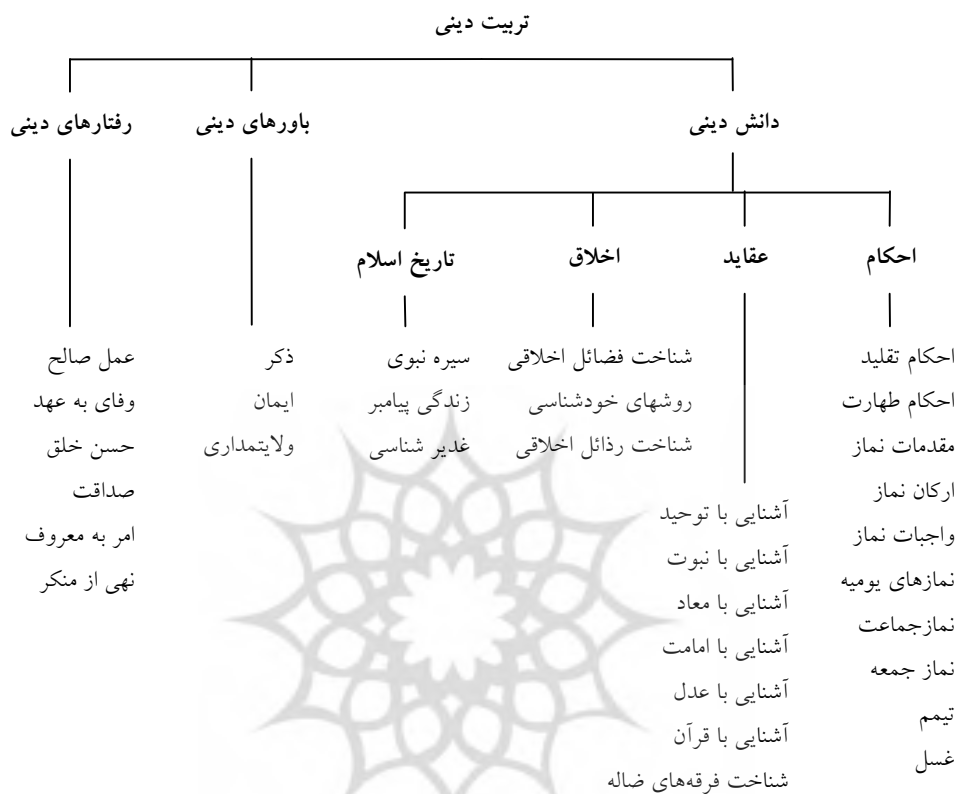 تربیت دینی
دانش دینی
باورهای دینی
رفتارهای دینی
احکام
عقاید
اخلاق
تاریخ اسلام
احکام تقلید
احکام طهارت
مقدمات نماز
ارکان نماز
واجبات نماز
نمازهای یومیه
نمازجماعت
نماز جمعه
تیمم
غسل
آشنایی با توحید
آشنایی با نبوت
آشنایی با معاد
آشنایی با امامت
آشنایی با عدل
آشنایی با قرآن
شناخت فرقه‌های ضاله
شناخت فضائل اخلاقی
روشهای خودشناسی
شناخت رذائل اخلاقی
سیره نبوی
زندگی پیامبر
غدیر شناسی
ذکر
ایمان
ولایتمداری
عمل صالح
وفای به عهد
حسن خلق
صداقت
امر به معروف
نهی از منکر